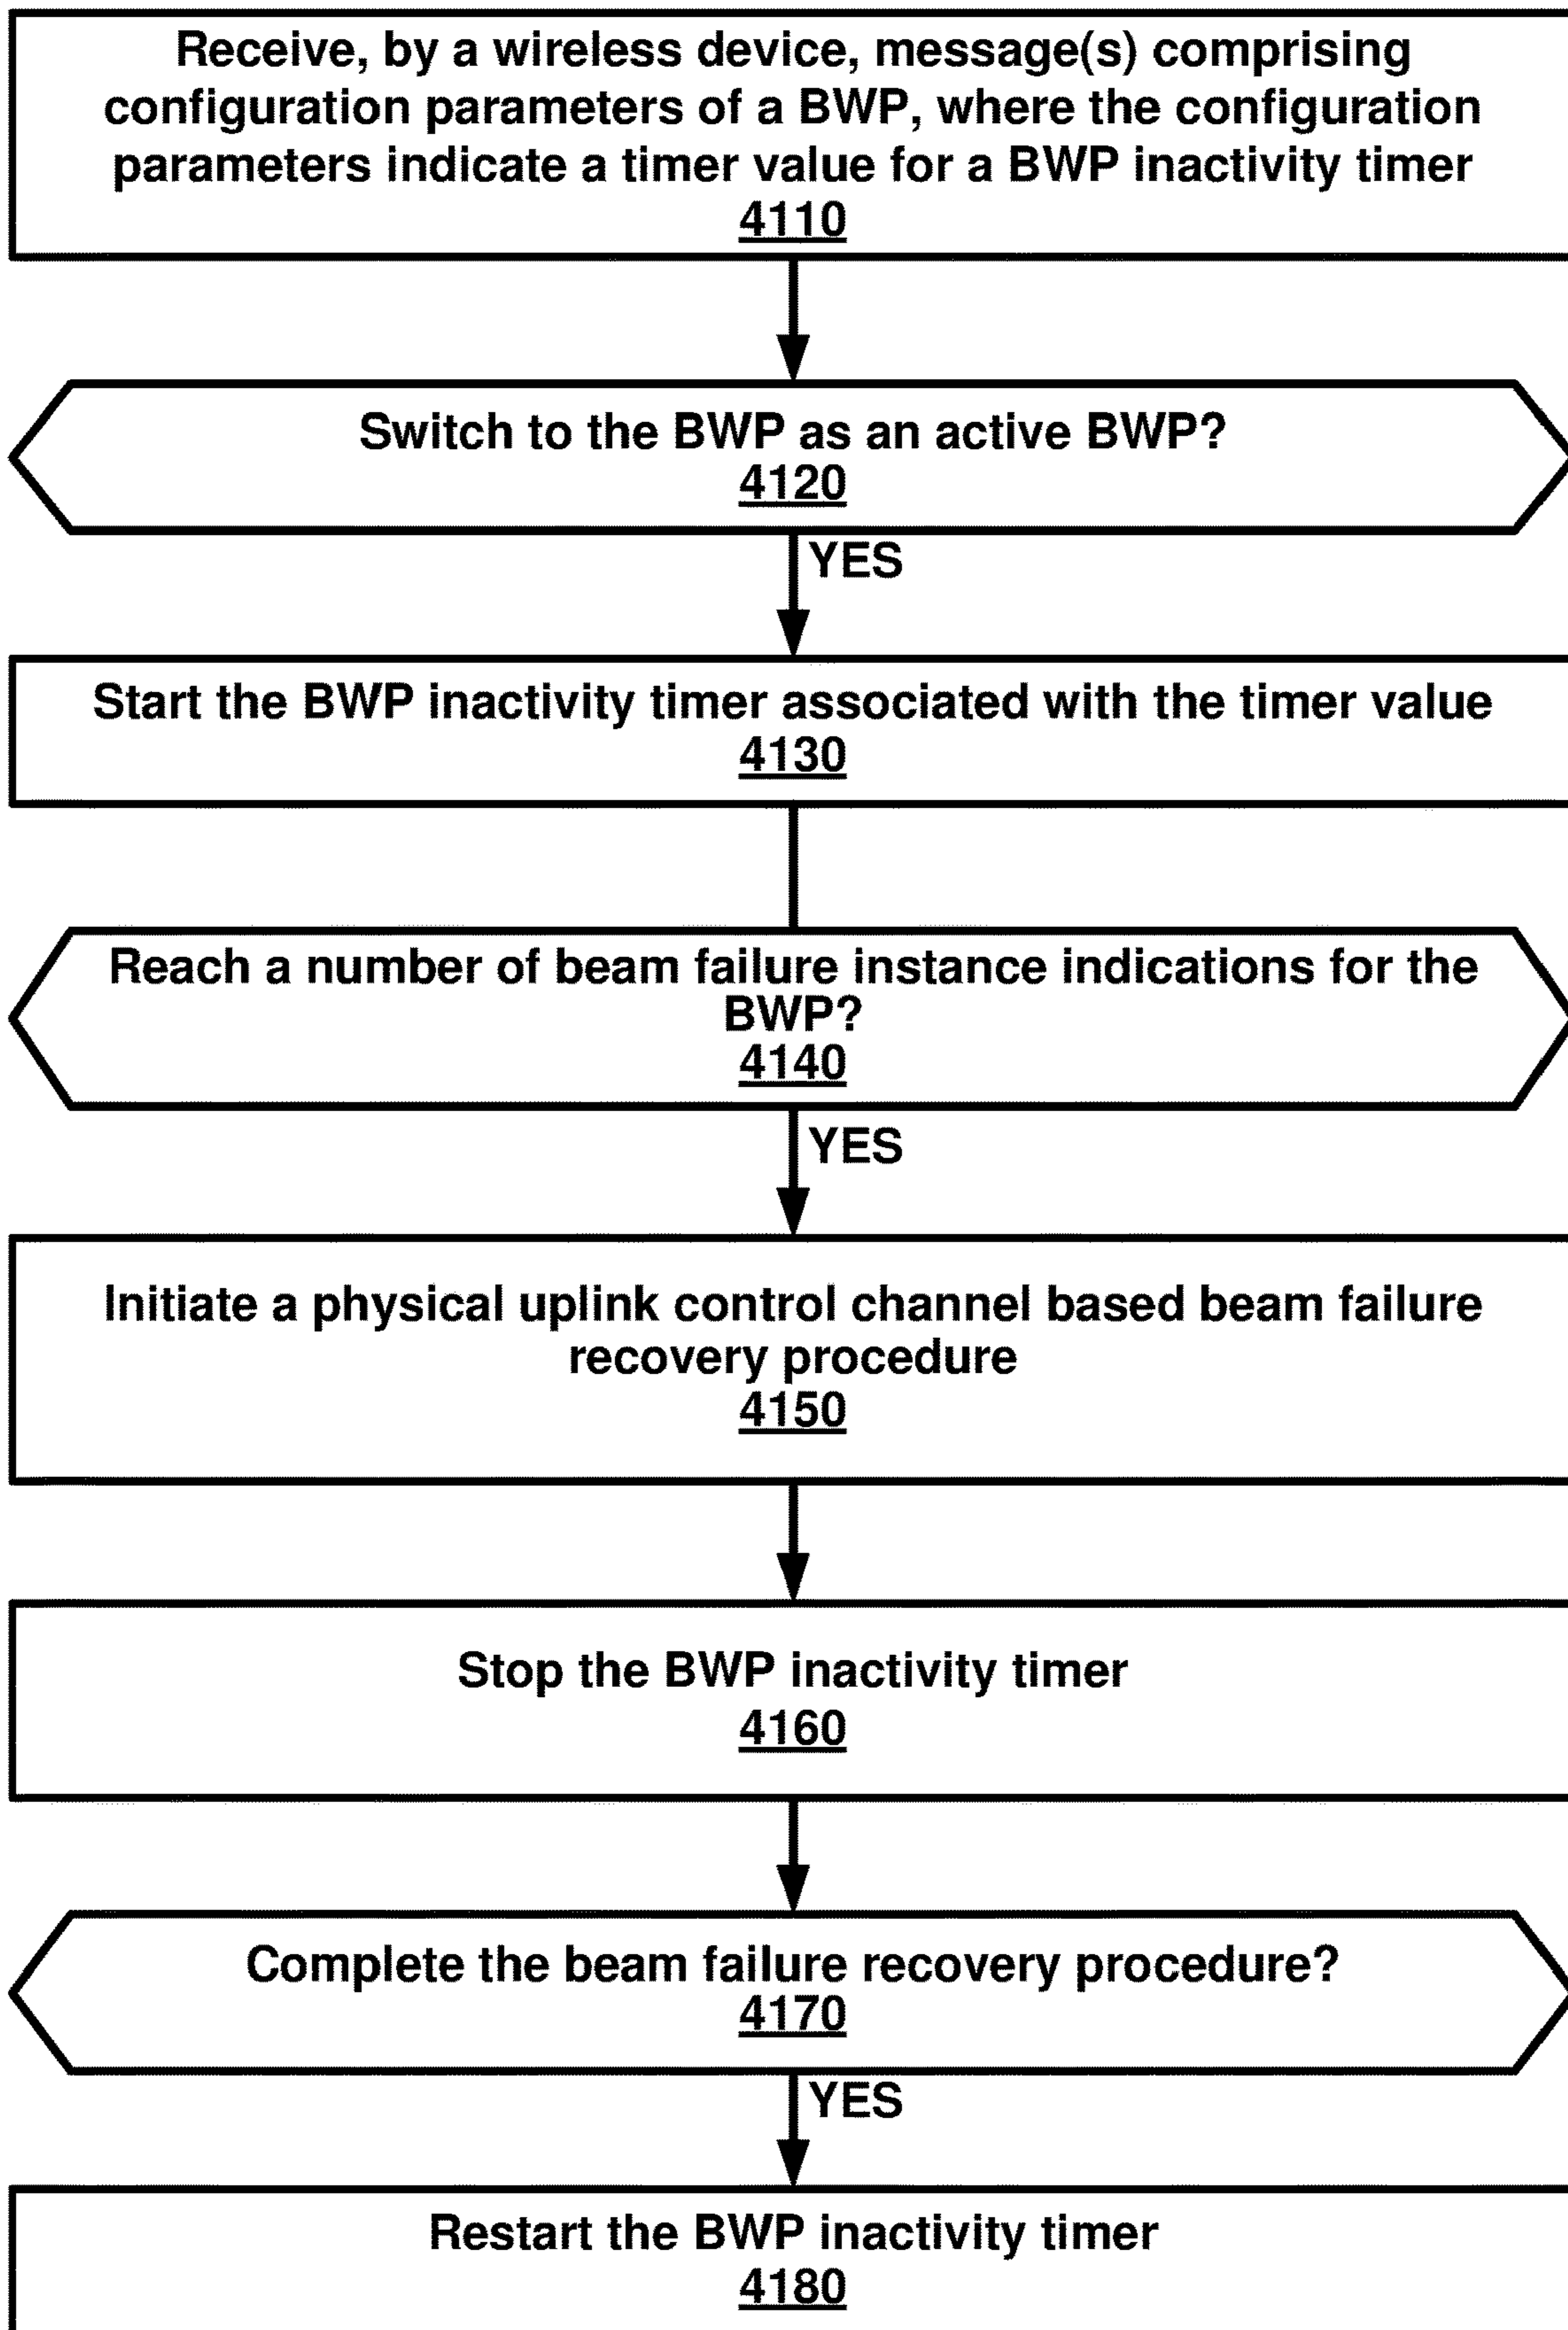 Receive, by a wireless device, message(s) comprising
configuration parameters of a BWP, where the configuration
parameters indicate a timer value for a BWP inactivity timer
4110
Switch to the BWP as an active BWP?
4120
YES
Start the BWP inactivity timer associated with the timer value
4130
Reach a number of beam failure instance indications for the
BWP?
4140
YES
Initiate a physical uplink control channel based beam failure
recovery procedure
4150
Stop the BWP inactivity timer
4160
Complete the beam failure recovery procedure?
4170
YES
Restart the BWP inactivity timer
4180